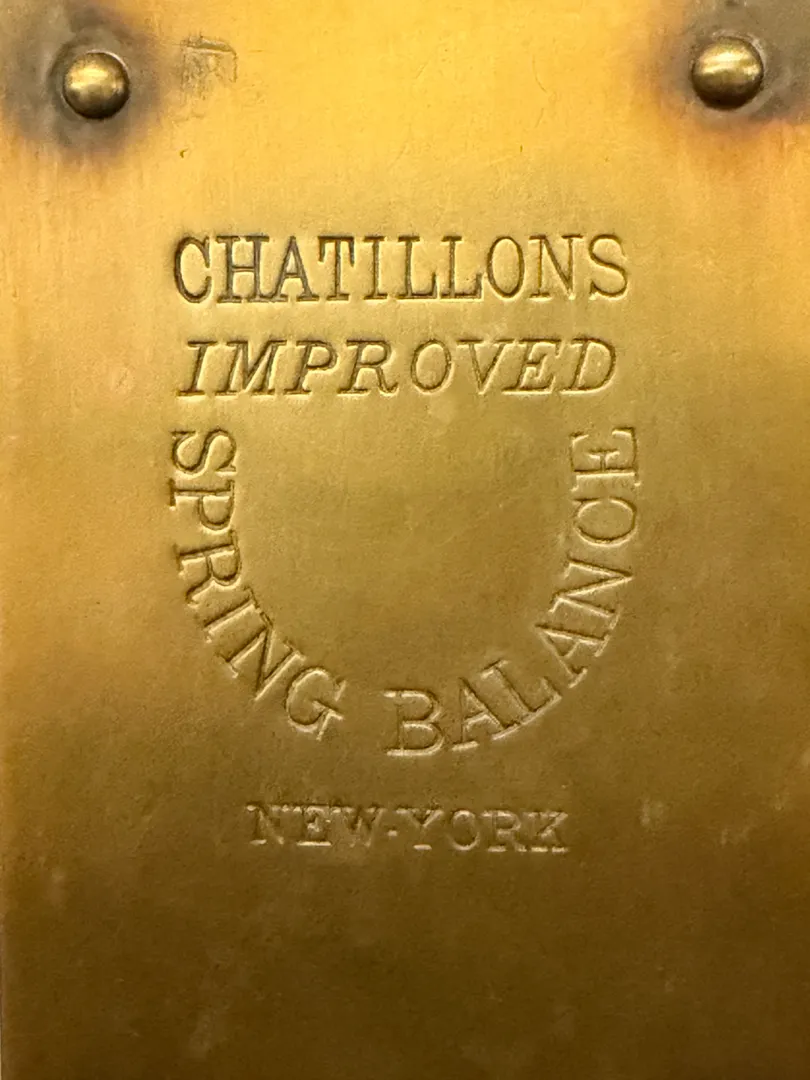 CHATILLONS
IMPROVED
SPRING BALANCE
NEW-YORK